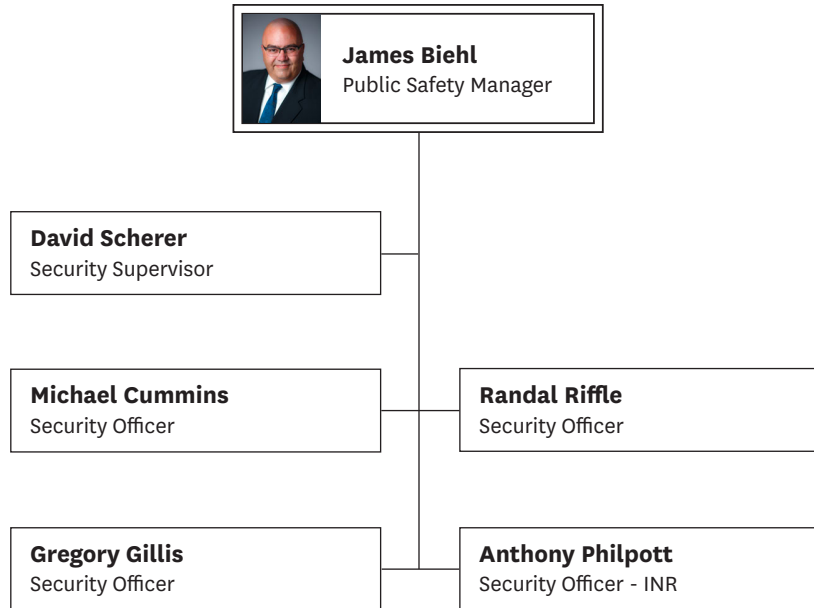 James Biehl
Public Safety Manager
David Scherer
Security Supervisor
Michael Cummins
Security Officer
Randal Riffle
Security Officer
Gregory Gillis
Security Officer
Anthony Philpott
Security Officer - INR